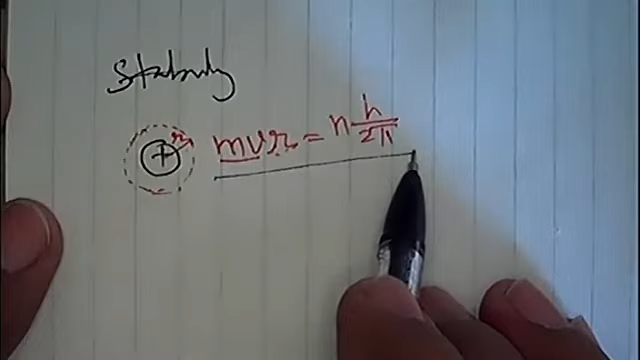 Stability
+ r mvr = n h/2π